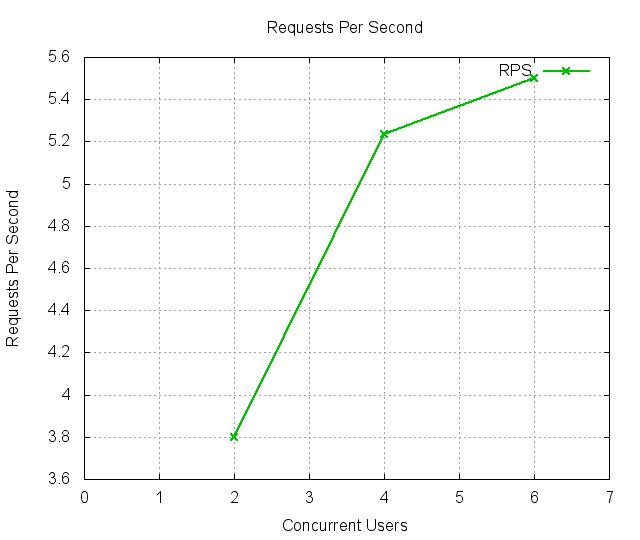 Requests Per Second
5.6
RPS
5.4
5.2
5
4.8
4.6
4.4
4.2
4
3.8
3.6
Requests Per Second
0 1 2 3 4 5 6 7
Concurrent Users